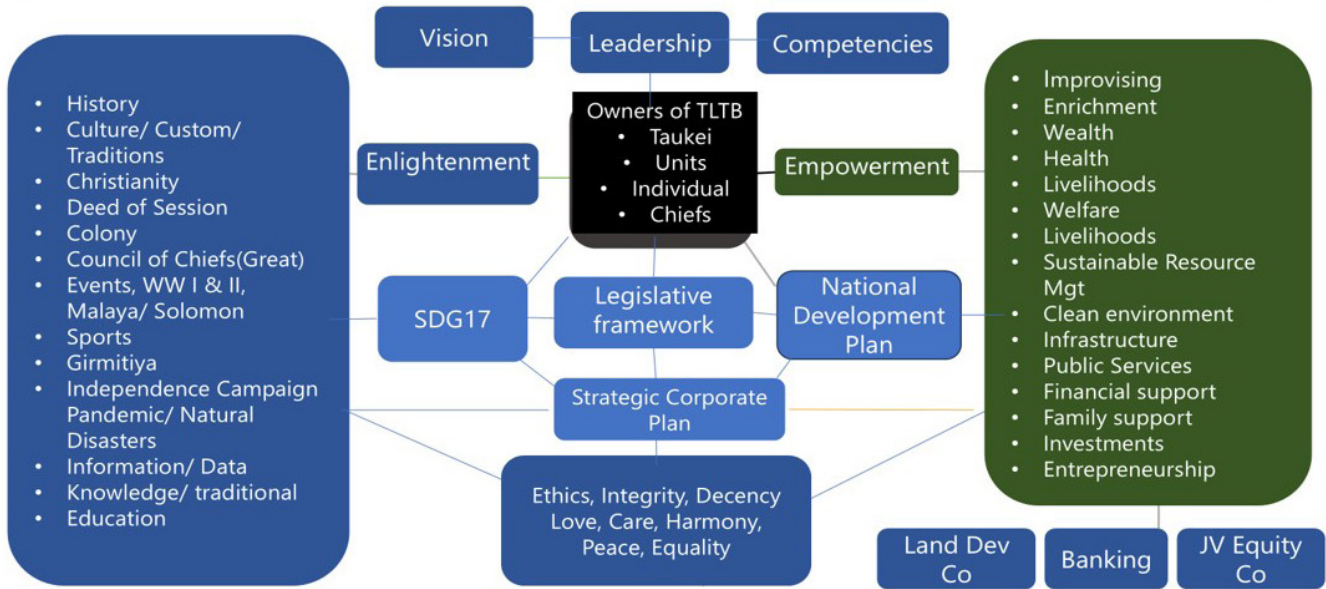 Vision
Leadership
Competencies
• History
• Culture/ Custom/
Traditions
• Christianity
• Deed of Session
• Colony
• Council of Chiefs(Great)
• Events, WW I & II,
Malaya/ Solomon
• Sports
• Girmitiya
• Independence Campaign
Pandemic/ Natural
Disasters
• Information/ Data
• Knowledge/ traditional
• Education
Enlightenment
Owners of TLTB
• Taukei
• Units
• Individual
• Chiefs
Empowerment
SDG17
Legislative
framework
National
Development
Plan
Strategic Corporate
Plan
Ethics, Integrity, Decency
Love, Care, Harmony,
Peace, Equality
• Improvising
• Enrichment
• Wealth
• Health
• Livelihoods
• Welfare
• Livelihoods
• Sustainable Resource
Mgt
• Clean environment
• Infrastructure
• Public Services
• Financial support
• Family support
• Investments
• Entrepreneurship
Land Dev
Co
Banking
JV Equity
Co